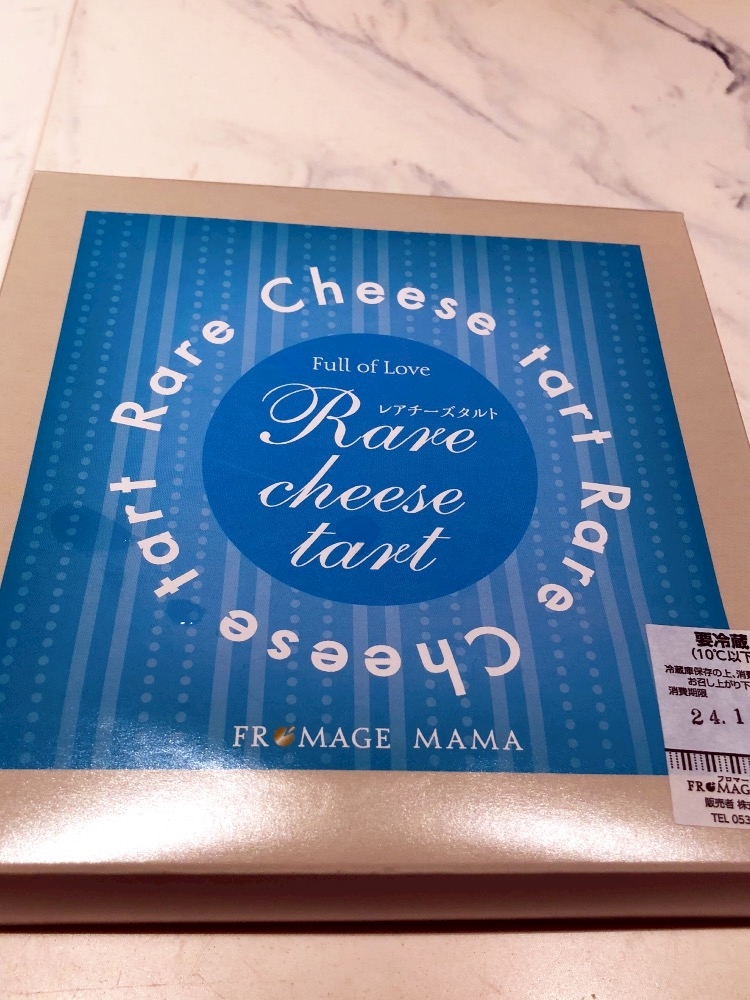 Rare Cheese tart Rare Cheese tart
Full of Love
レアチーズタルト
Rare
cheese
tart
FROMAGE MAMA
要冷蔵
(10℃以下
冷蔵庫保存の上、消費
お召し上がり下
消費期限
24.1
フロマー
FROMAG
販売者 株式
TEL 053